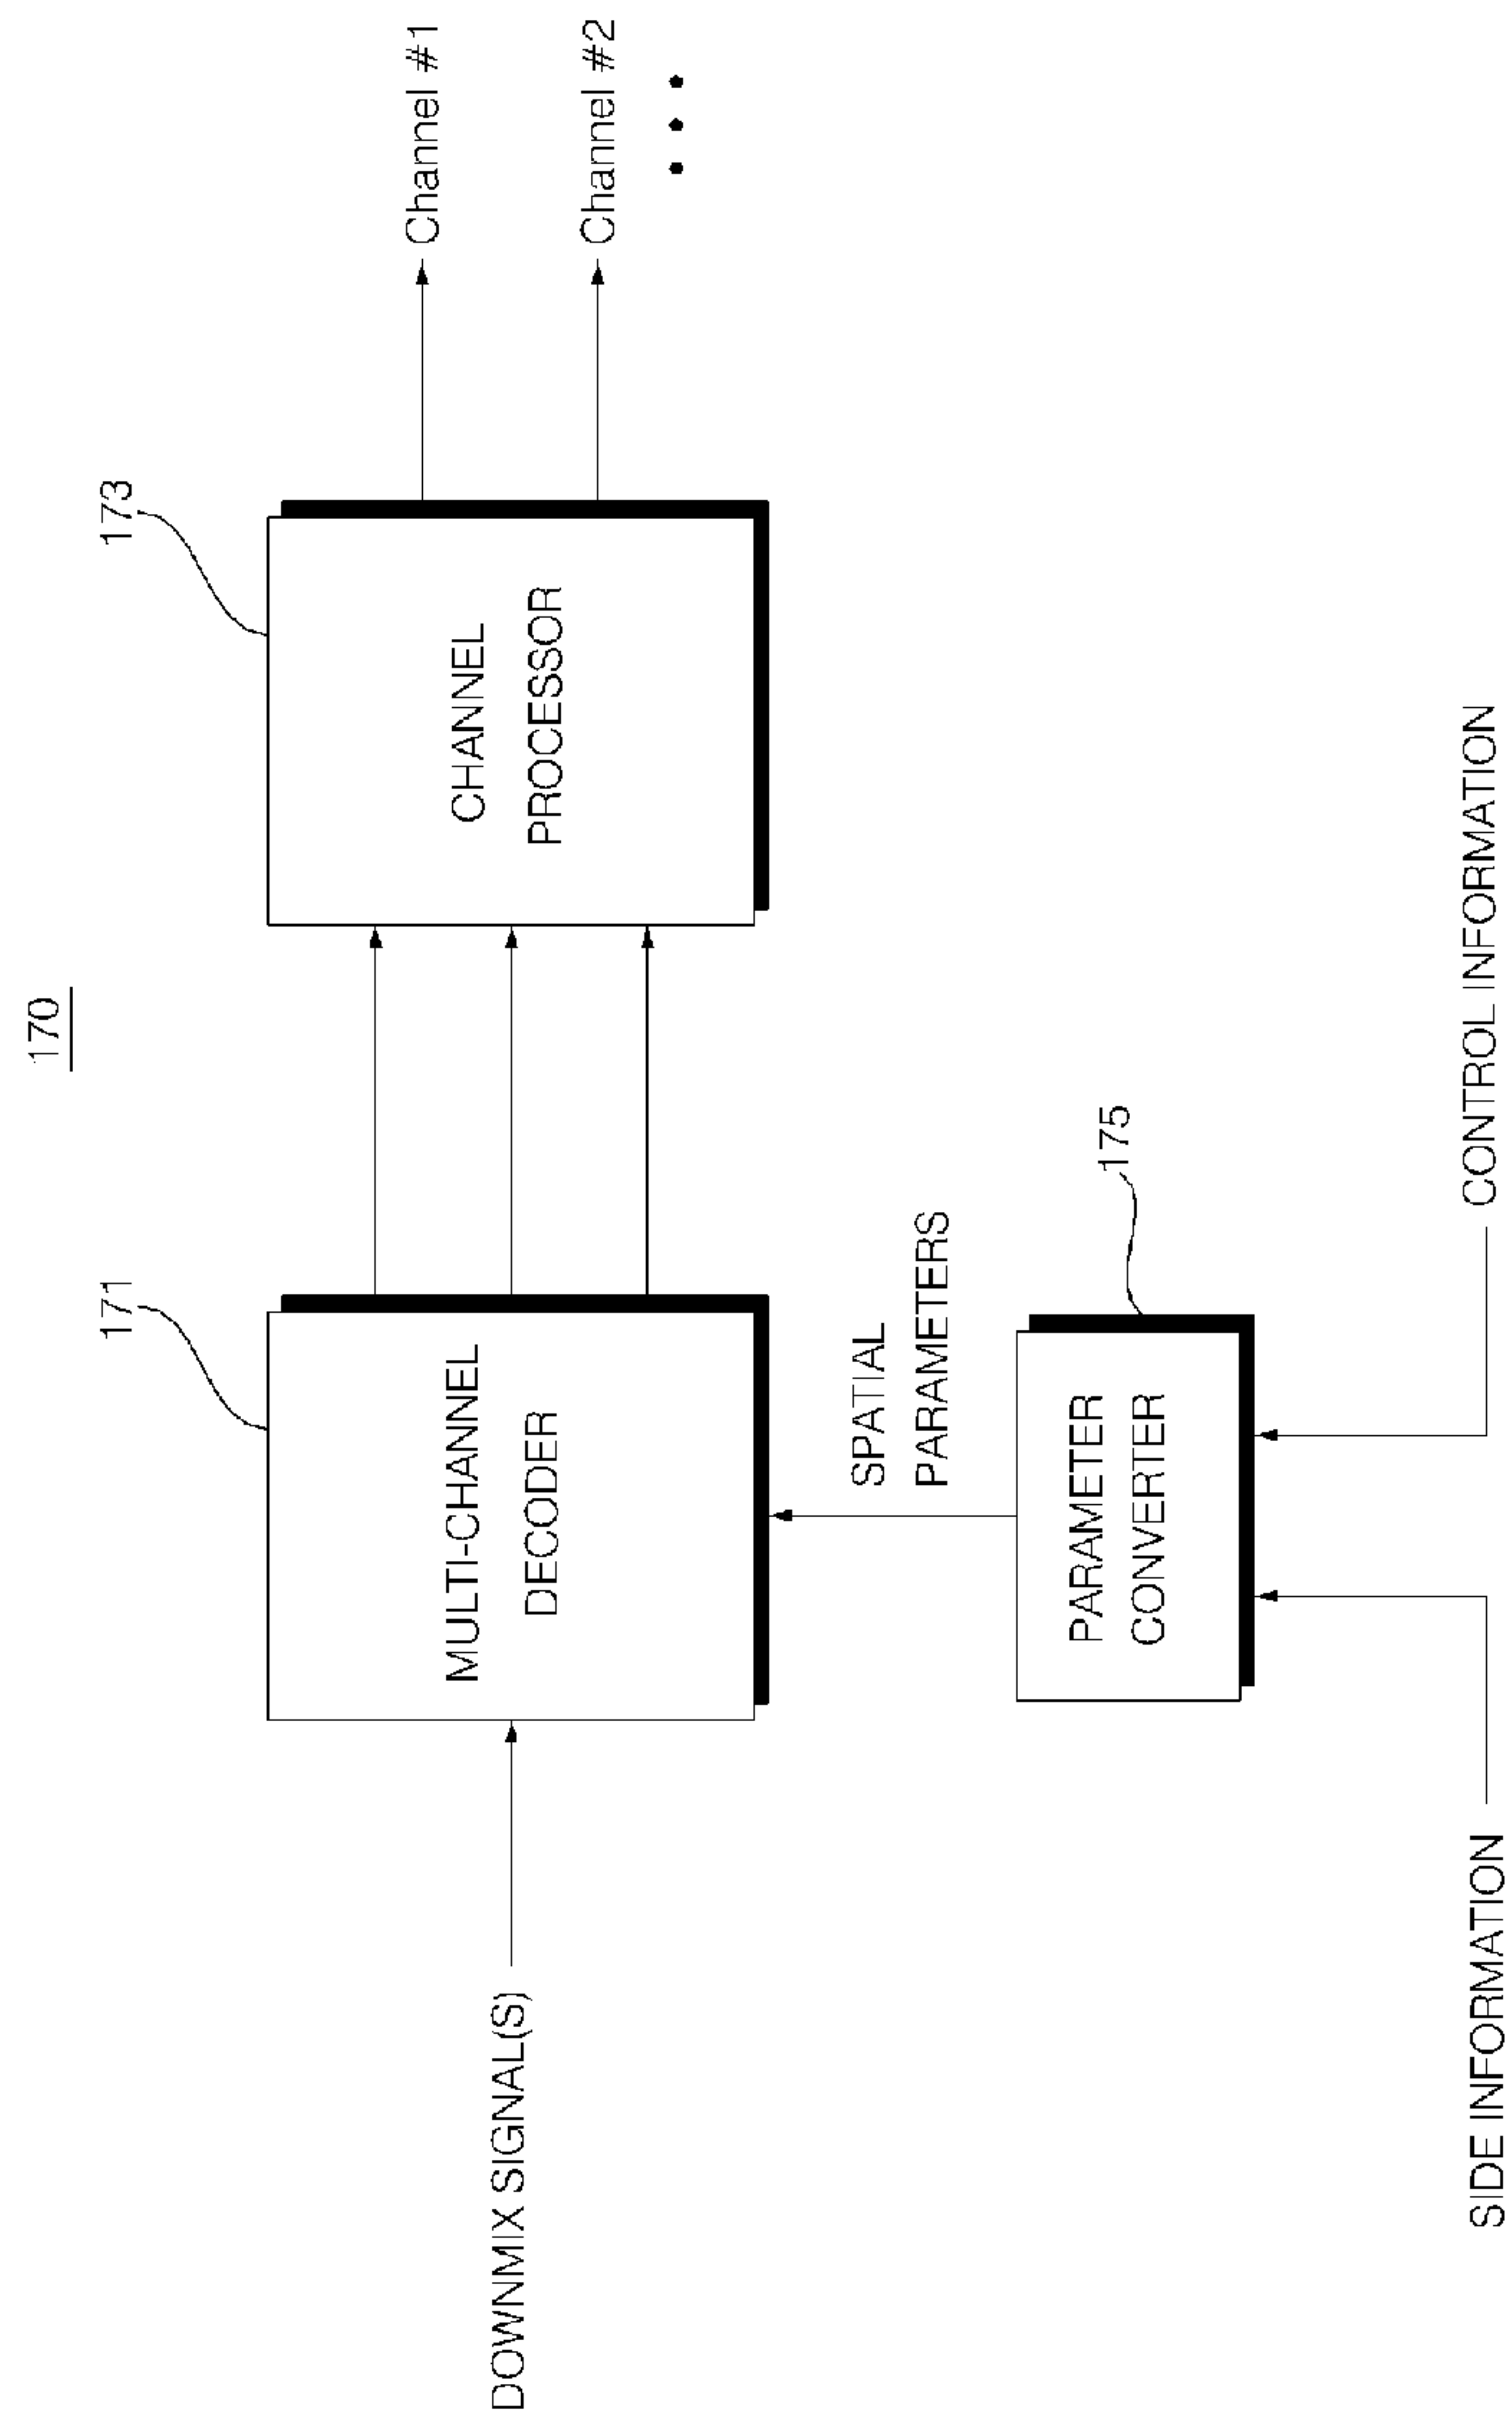 170
171
173
DOWNMIX SIGNAL(S)
MULTI-CHANNEL
DECODER
CHANNEL
PROCESSOR
Channel #1
Channel #2
SPATIAL
PARAMETERS
175
PARAMETER
CONVERTER
SIDE INFORMATION
CONTROL INFORMATION